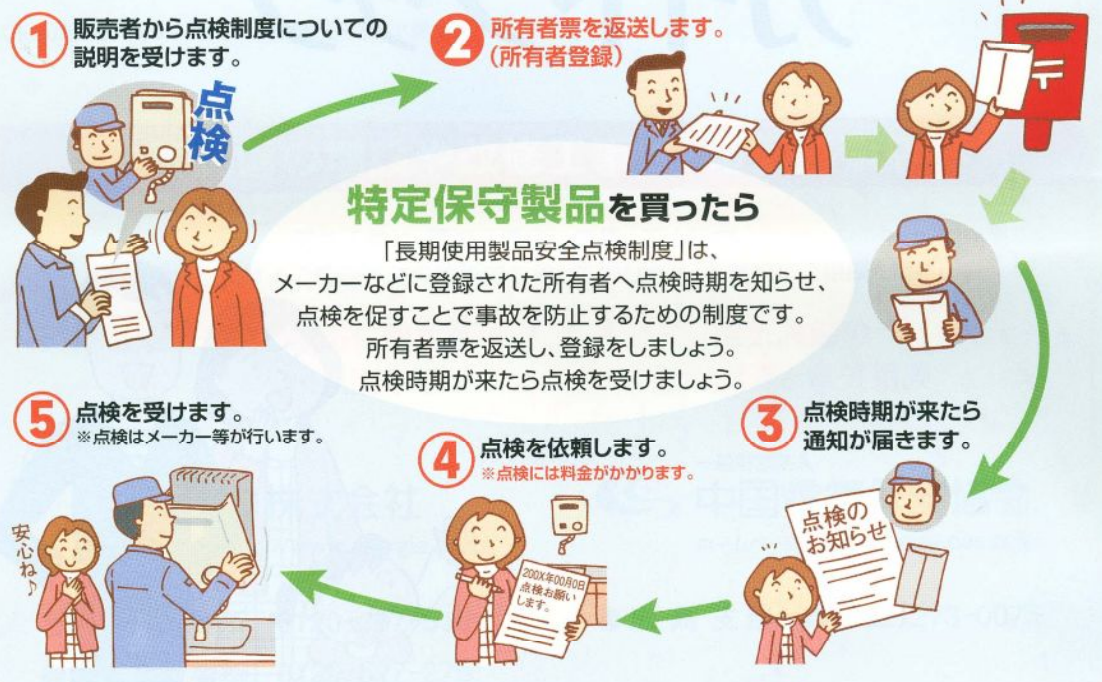 1 販売者から点検制度についての
説明を受けます。
点検
2 所有者票を返送します。
(所有者登録)
特定保守製品を買ったら
「長期使用製品安全点検制度」は、
メーカーなどに登録された所有者へ点検時期を知らせ、
点検を促すことで事故を防止するための制度です。
所有者票を返送し、登録をしましょう。
点検時期が来たら点検を受けましょう。
3 点検時期が来たら
通知が届きます。
点検の
お知らせ
4 点検を依頼します。
※点検には料金がかかります。
200X年00月0日
点検お願い
します。
5 点検を受けます。
※点検はメーカー等が行います。
安心ね♪